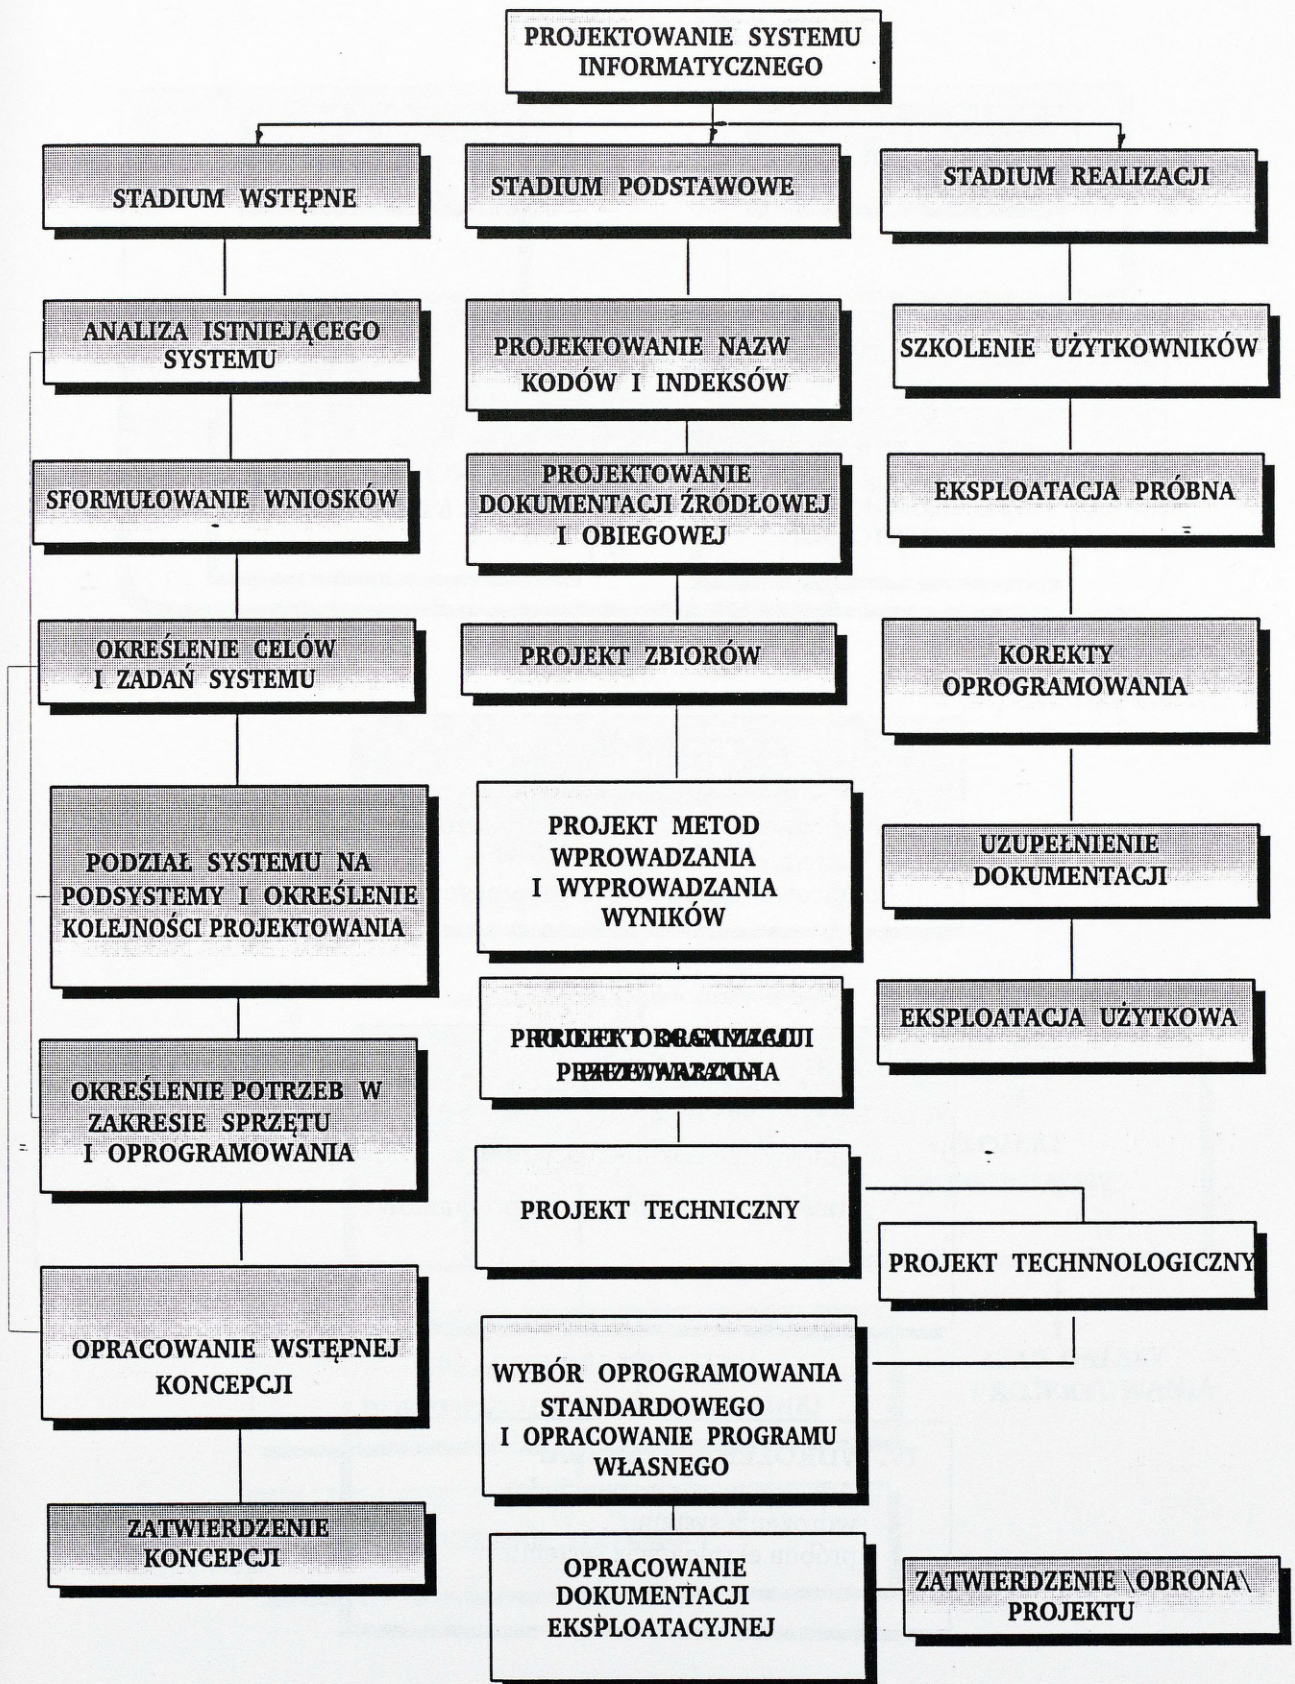 PROJEKTOWANIE SYSTEMU
INFORMATYCZNEGO
STADIUM WSTĘPNE
ANALIZA ISTNIEJĄCEGO
SYSTEMU
SFORMUŁOWANIE WNIOSKÓW
OKREŚLENIE CELÓW
I ZADAŃ SYSTEMU
PODZIAŁ SYSTEMU NA
PODSYSTEMY I OKREŚLENIE
KOLEJNOŚCI PROJEKTOWANIA
OKREŚLENIE POTRZEB W
ZAKRESIE SPRZĘTU
I OPROGRAMOWANIA
OPRACOWANIE WSTĘPNEJ
KONCEPCJI
ZATWIERDZENIE
KONCEPCJI
STADIUM PODSTAWOWE
PROJEKTOWANIE NAZW
KODÓW I INDEKSÓW
PROJEKTOWANIE
DOKUMENTACJI ŹRÓDŁOWEJ
I OBIEGOWEJ
PROJEKT ZBIORÓW
PROJEKT METOD
WPROWADZANIA
I WYPROWADZANIA
WYNIKÓW
PROJEKT ORGANIZACJI
PRZETWARZANIA
PROJEKT TECHNICZNY
PROJEKT TECHNNOLOGICZNY
WYBÓR OPROGRAMOWANIA
STANDARDOWEGO
I OPRACOWANIE PROGRAMU
WŁASNEGO
OPRACOWANIE
DOKUMENTACJI
EKSPLOATACYJNEJ
ZATWIERDZENIE \OBRONA\
PROJEKTU
STADIUM REALIZACJI
SZKOLENIE UŻYTKOWNIKÓW
EKSPLOATACJA PRÓBNA
KOREKTY
OPROGRAMOWANIA
UZUPEŁNIENIE
DOKUMENTACJI
EKSPLOATACJA UŻYTKOWA